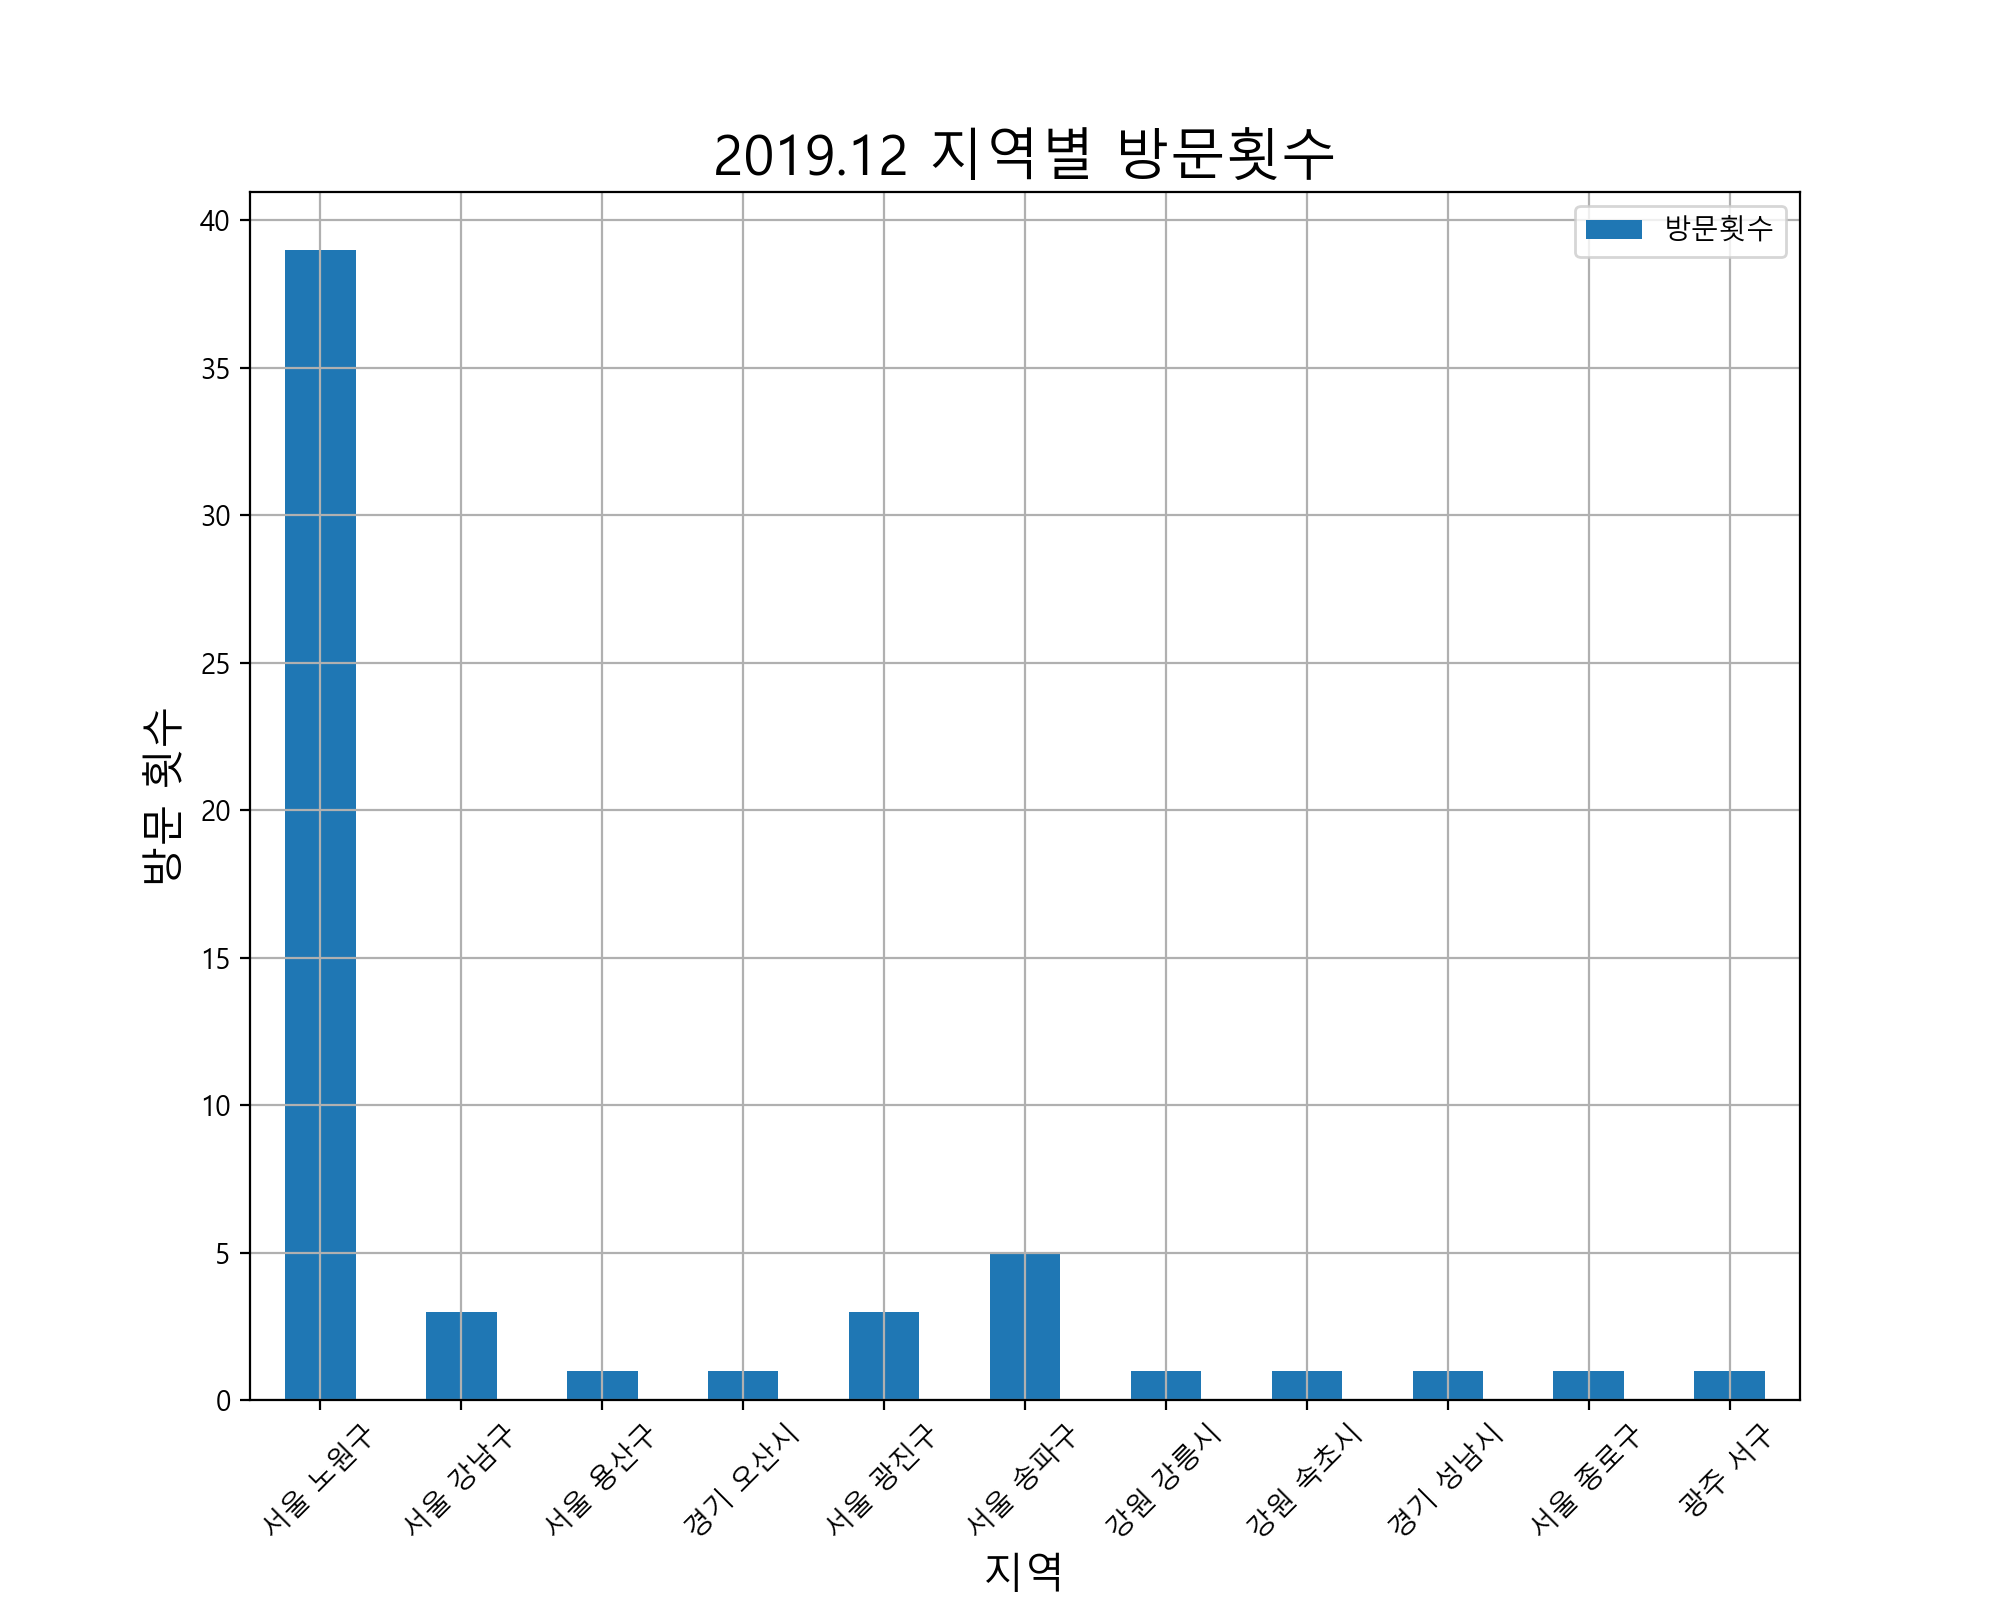 2019.12 지역별 방문횟수
방문횟수
방문 횟수
40
35
30
25
20
15
10
5
0
서울 노원구
서울 강남구
서울 용산구
경기 오산시
서울 광진구
서울 송파구
강원 강릉시
강원 속초시
경기 성남시
서울 종로구
광주 서구
지역